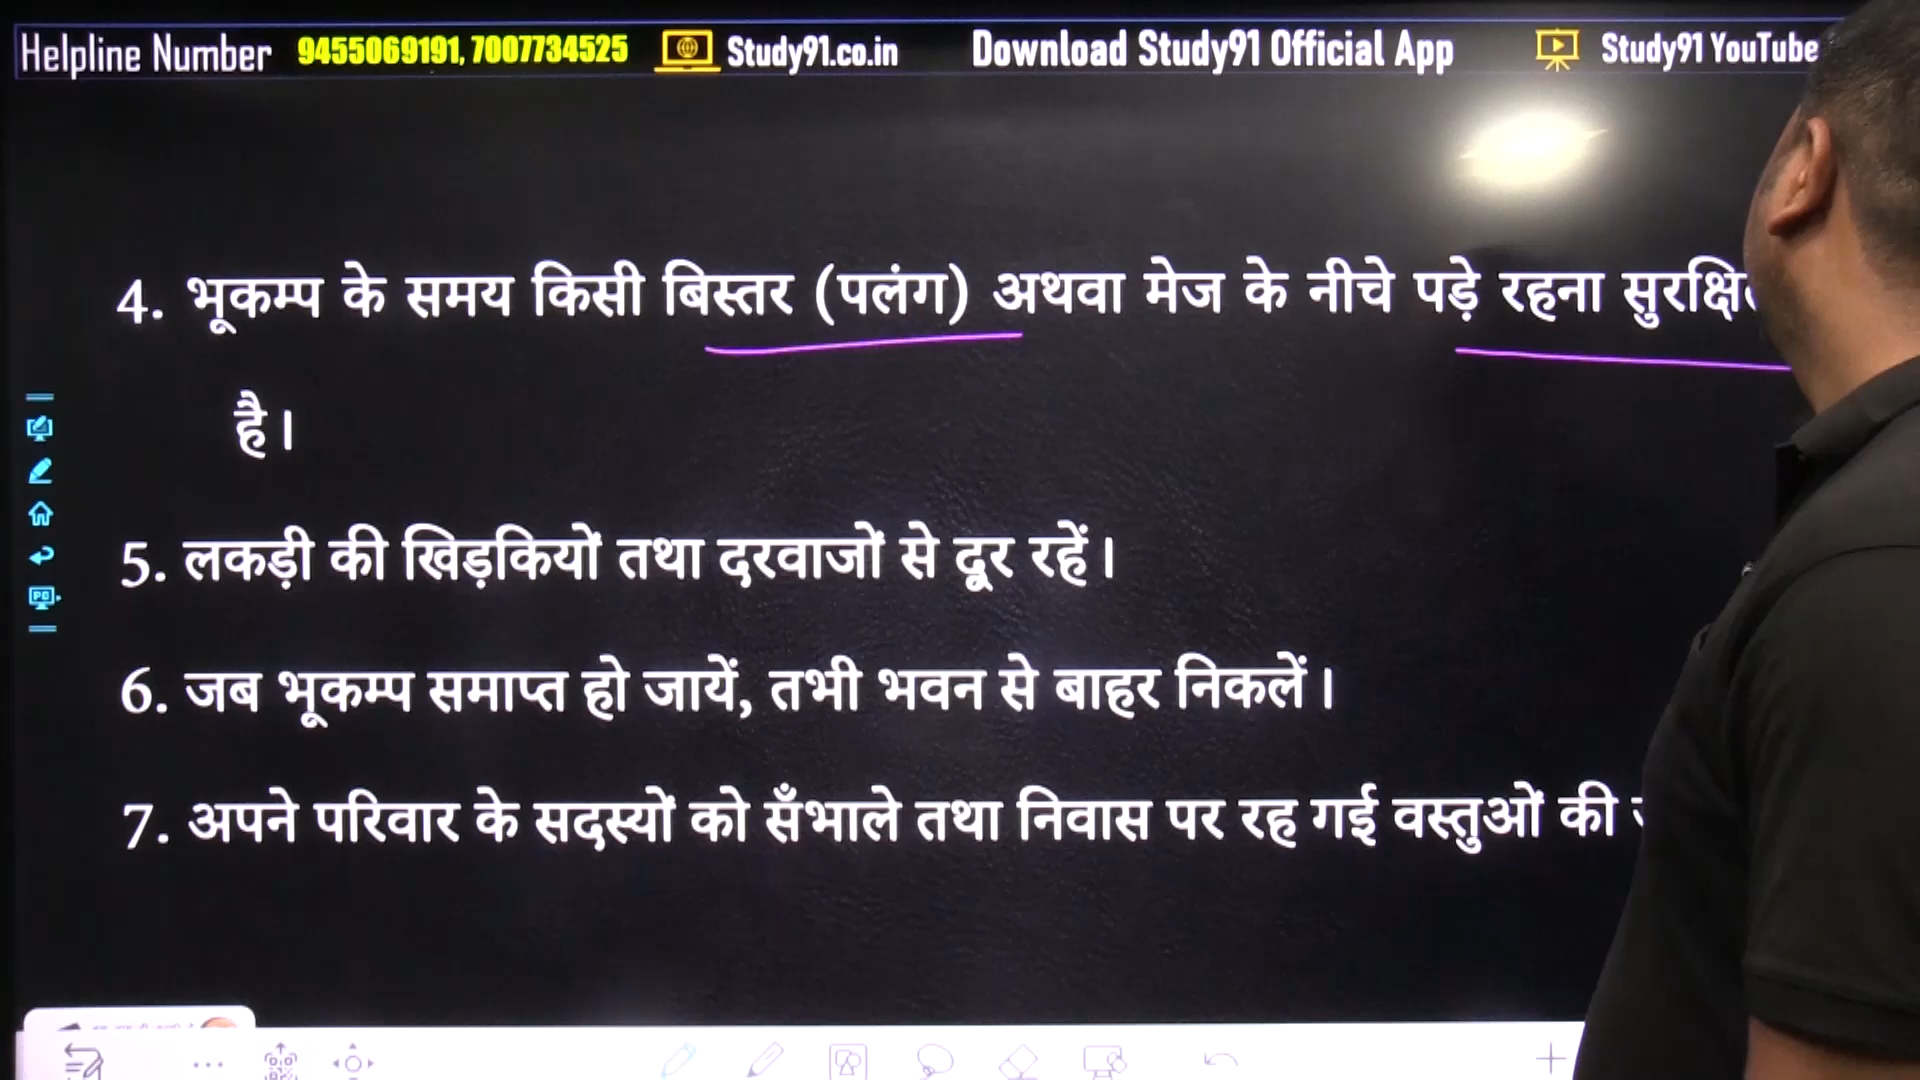 Helpline Number 9455069191, 7007734525 Study91.co.in Download Study91 Official App Study91 YouTube
4. भूकम्प के समय किसी बिस्तर (पलंग) अथवा मेज के नीचे पड़े रहना
है।
5. लकड़ी की खिड़कियों तथा दरवाजों से दूर रहें।
6. जब भूकम्प समाप्त हो जायें, तभी भवन से बाहर निकलें।
7. अपने परिवार के सदस्यों को सँभाले तथा निवास पर रह गई वस्तुओं की
PC